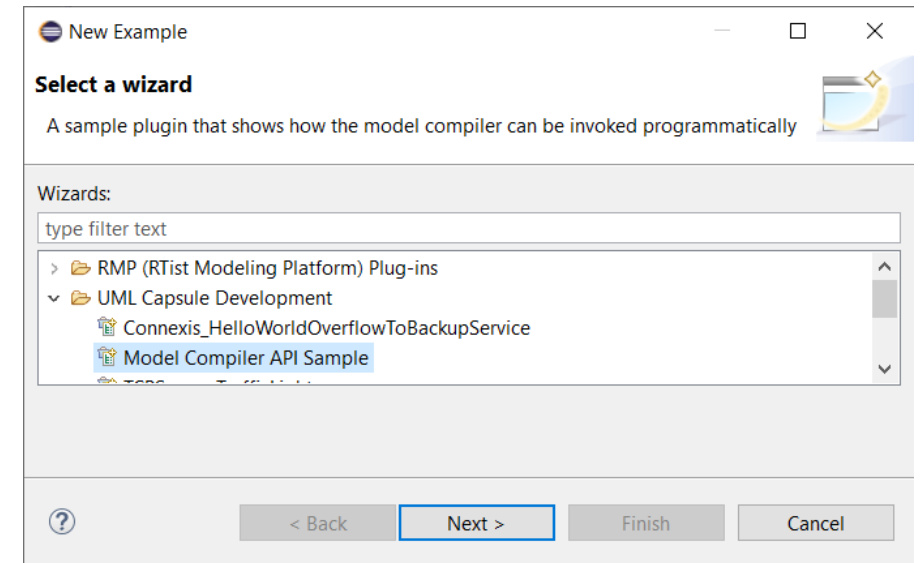 New Example
Select a wizard
A sample plugin that shows how the model compiler can be invoked programmatically
Wizards:
type filter text
RMP (RTist Modeling Platform) Plug-ins
UML Capsule Development
Connexis_HelloWorldOverflowToBackupService
Model Compiler API Sample
< Back
Next >
Finish
Cancel